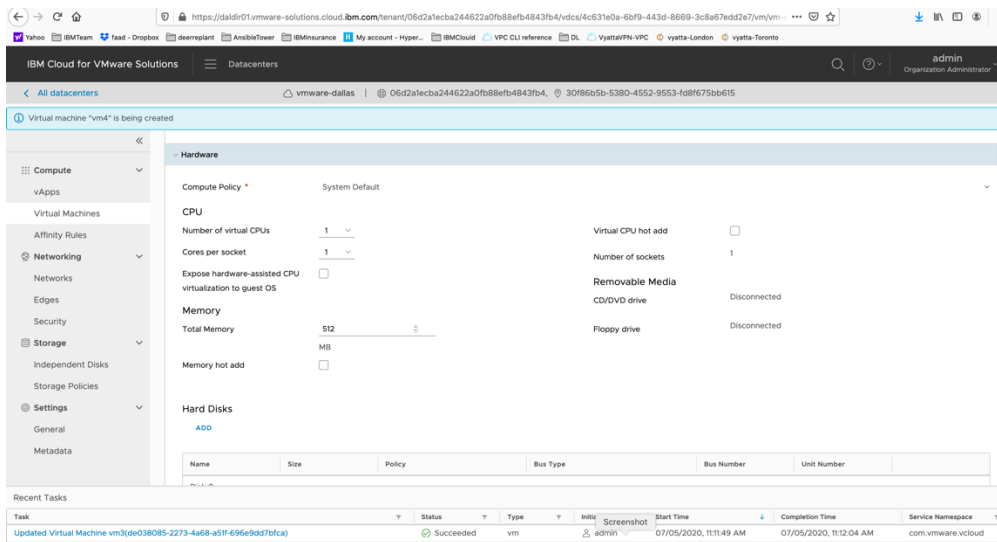 https://daldir01.vmware-solutions.cloud.ibm.com/tenant/06d2a1ecba244622a0fb88efb4843fb4/vdcs/4c631e0a-6bf9-443d-8669-3c8a67edd2e7/vm/vm-
Yahoo IBMTeam faad - Dropbox deerreplant AnsibleTower IBMInsurance My account - Hyper... IBMClouid VPC CLI reference DL VyattaVPN-VPC vyatta-London vyatta-Toronto
IBM Cloud for VMware Solutions Datacenters admin
Organization Administrator
All datacenters vmware-dallas | 06d2a1ecba244622a0fb88efb4843fb4, 30f86b5b-5380-4552-9553-fd8f675bb615
Virtual machine "vm4" is being created
Hardware
Compute
vApps
Virtual Machines
Affinity Rules
Networking
Networks
Edges
Security
Storage
Independent Disks
Storage Policies
Settings
General
Metadata
Compute Policy * System Default
CPU
Number of virtual CPUs 1
Virtual CPU hot add
Cores per socket 1
Number of sockets 1
Expose hardware-assisted CPU
virtualization to guest OS
Removable Media
CD/DVD drive Disconnected
Memory
Total Memory 512
MB
Floppy drive Disconnected
Memory hot add
Hard Disks
ADD
Name Size Policy Bus Type Bus Number Unit Number
Recent Tasks
Task Status Type Initia Start Time Completion Time Service Namespace
Screenshot
Updated Virtual Machine vm3(de038085-2273-4a68-a51f-696e9dd7bfca) Succeeded vm admin 07/05/2020, 11:11:49 AM 07/05/2020, 11:12:04 AM com.vmware.vcloud